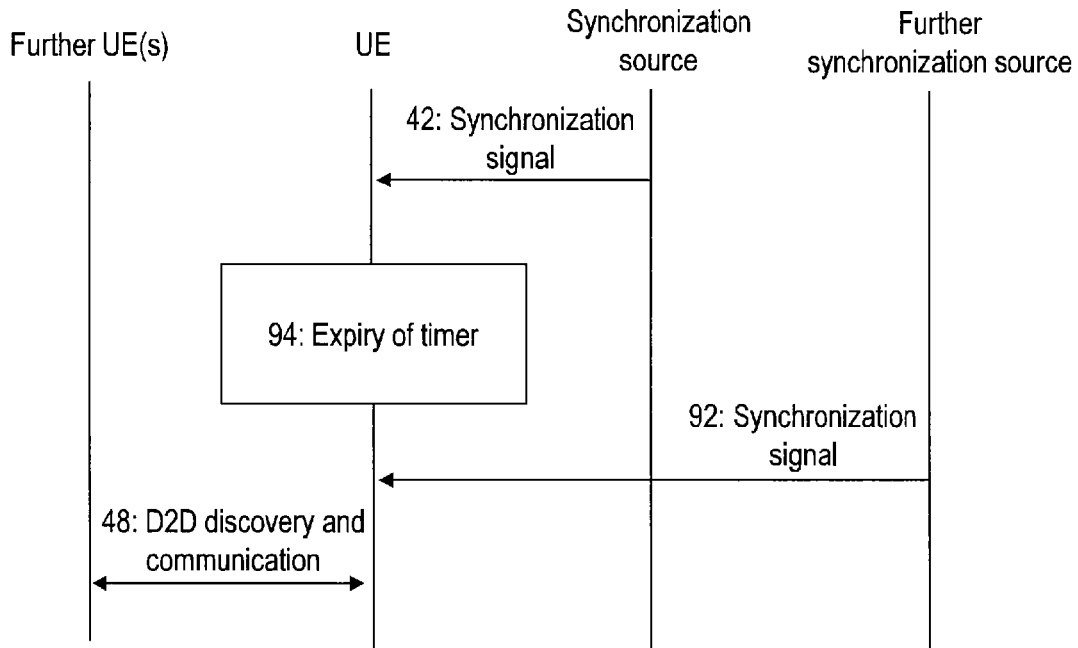 Further UE(s)
UE
Synchronization
source
Further
synchronization source
42: Synchronization
signal
94: Expiry of timer
92: Synchronization
signal
48: D2D discovery and
communication